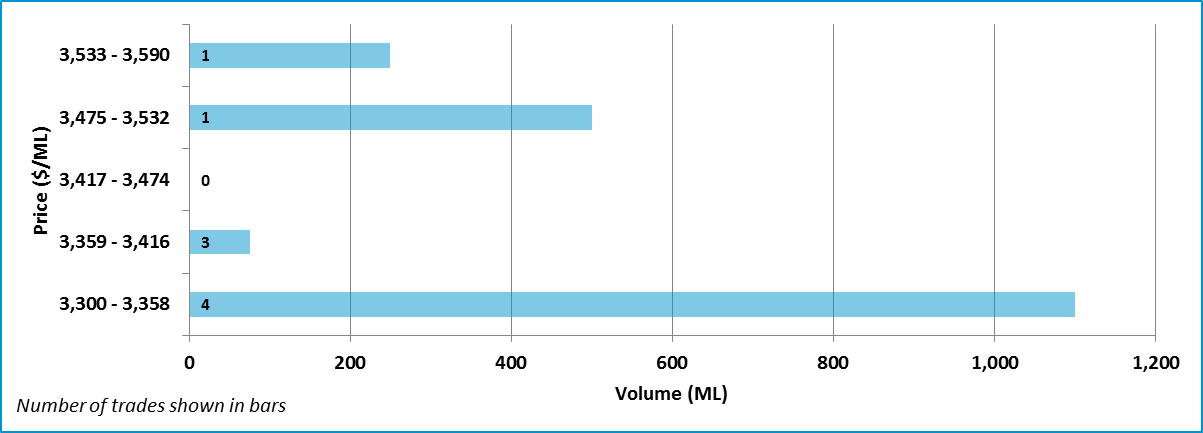 Price ($/ML)
3,533 - 3,590
1
3,475 - 3,532
1
3,417 - 3,474
0
3,359 - 3,416
3
3,300 - 3,358
4
0 200 400 600 800 1,000 1,200
Volume (ML)
Number of trades shown in bars